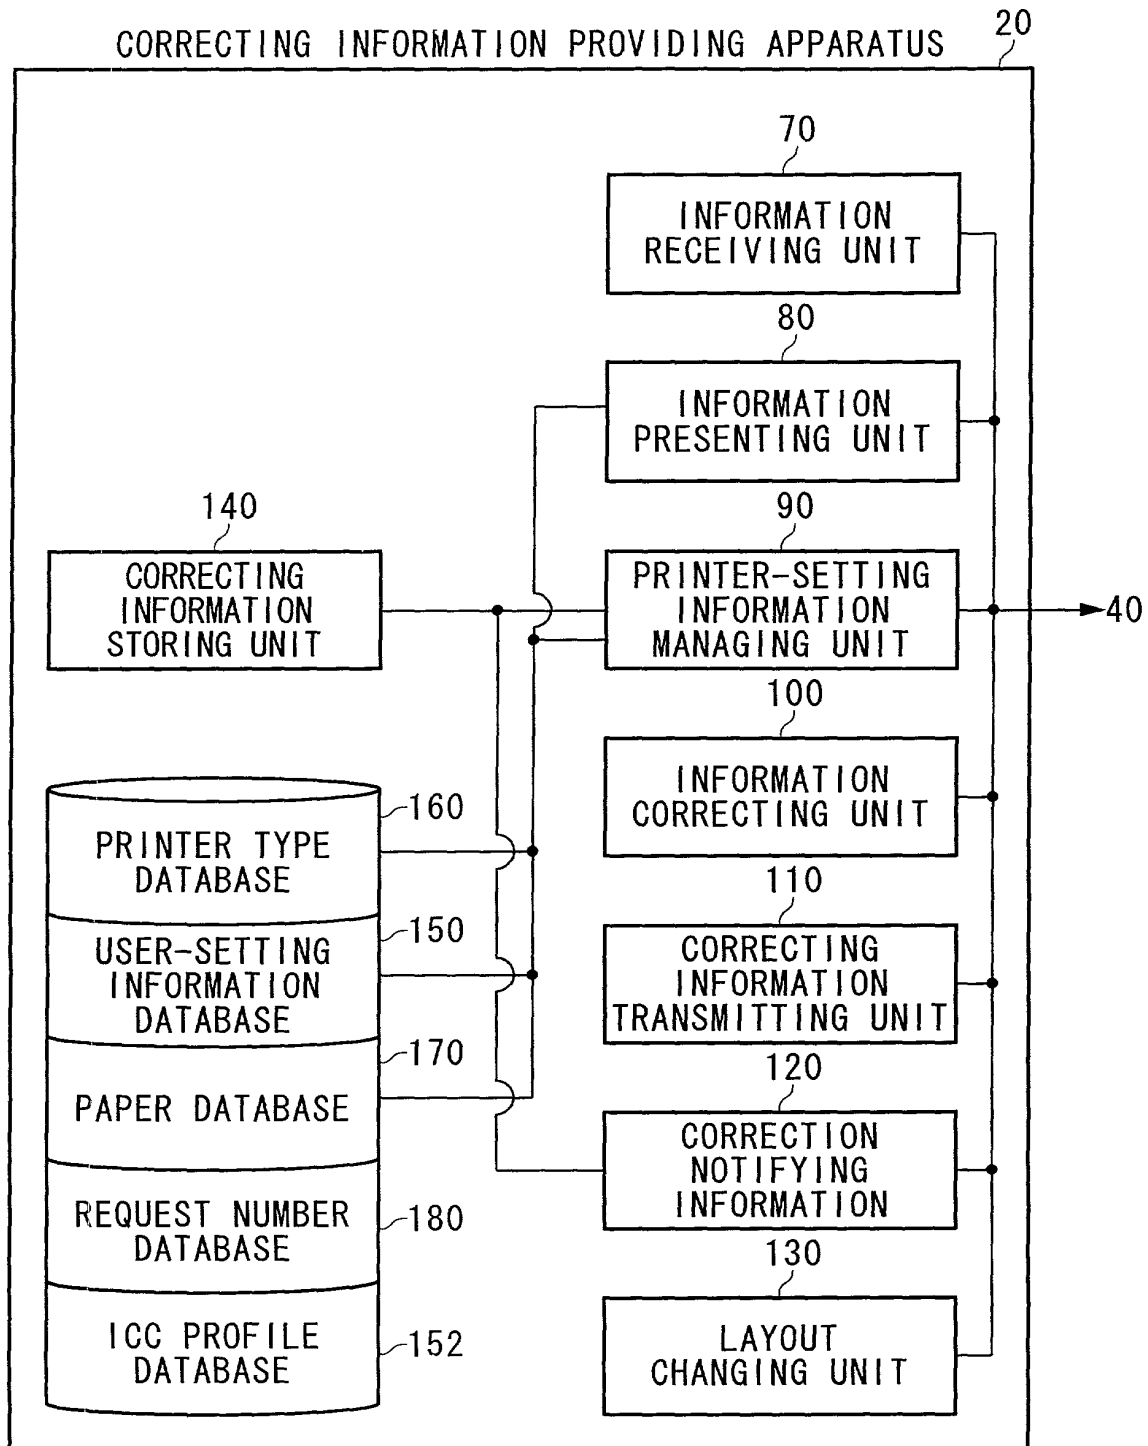 CORRECTING INFORMATION PROVIDING APPARATUS
20
70
INFORMATION
RECEIVING UNIT
80
INFORMATION
PRESENTING UNIT
140
CORRECTING
INFORMATION
STORING UNIT
90
PRINTER-SETTING
INFORMATION
MANAGING UNIT
40
100
INFORMATION
CORRECTING UNIT
160
PRINTER TYPE
DATABASE
110
CORRECTING
INFORMATION
TRANSMITTING UNIT
150
USER-SETTING
INFORMATION
DATABASE
170
PAPER DATABASE
120
CORRECTION
NOTIFYING
INFORMATION
REQUEST NUMBER
DATABASE
180
130
LAYOUT
CHANGING UNIT
ICC PROFILE
DATABASE
152